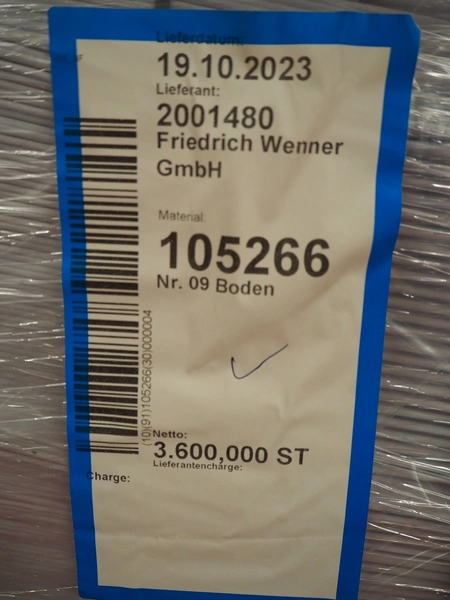 Lieferdatum:
19.10.2023
Lieferant:
2001480
Friedrich Wenner
GmbH
Material:
105266
Nr. 09 Boden
(10)(91)105266(30)000004
Netto:
3.600,000 ST
Lieferantencharge:
Charge: